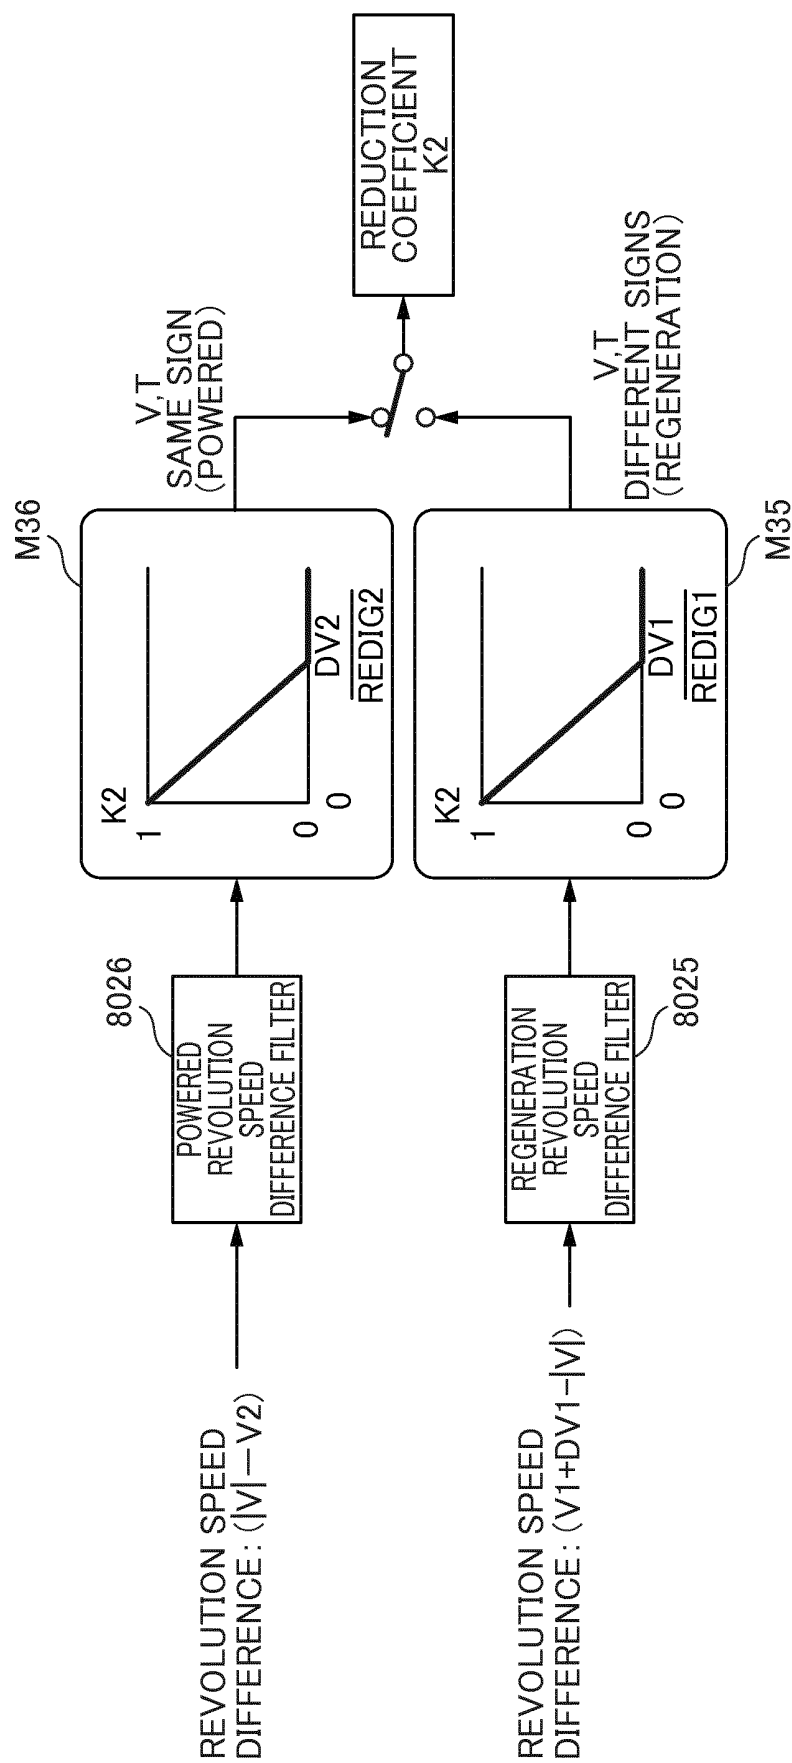 REVOLUTION SPEED
DIFFERENCE: (|V|—V2)
8026
POWERED
REVOLUTION
SPEED
DIFFERENCE FILTER
M36
K2
1
0
0
DV2
REDIG2
V,T
SAME SIGN
(POWERED)
REVOLUTION SPEED
DIFFERENCE: (V1+DV1−|V|)
REGENERATION
REVOLUTION
SPEED
DIFFERENCE FILTER
8025
K2
1
0
0
DV1
REDIG1
M35
V,T
DIFFERENT SIGNS
(REGENERATION)
REDUCTION
COEFFICIENT
K2